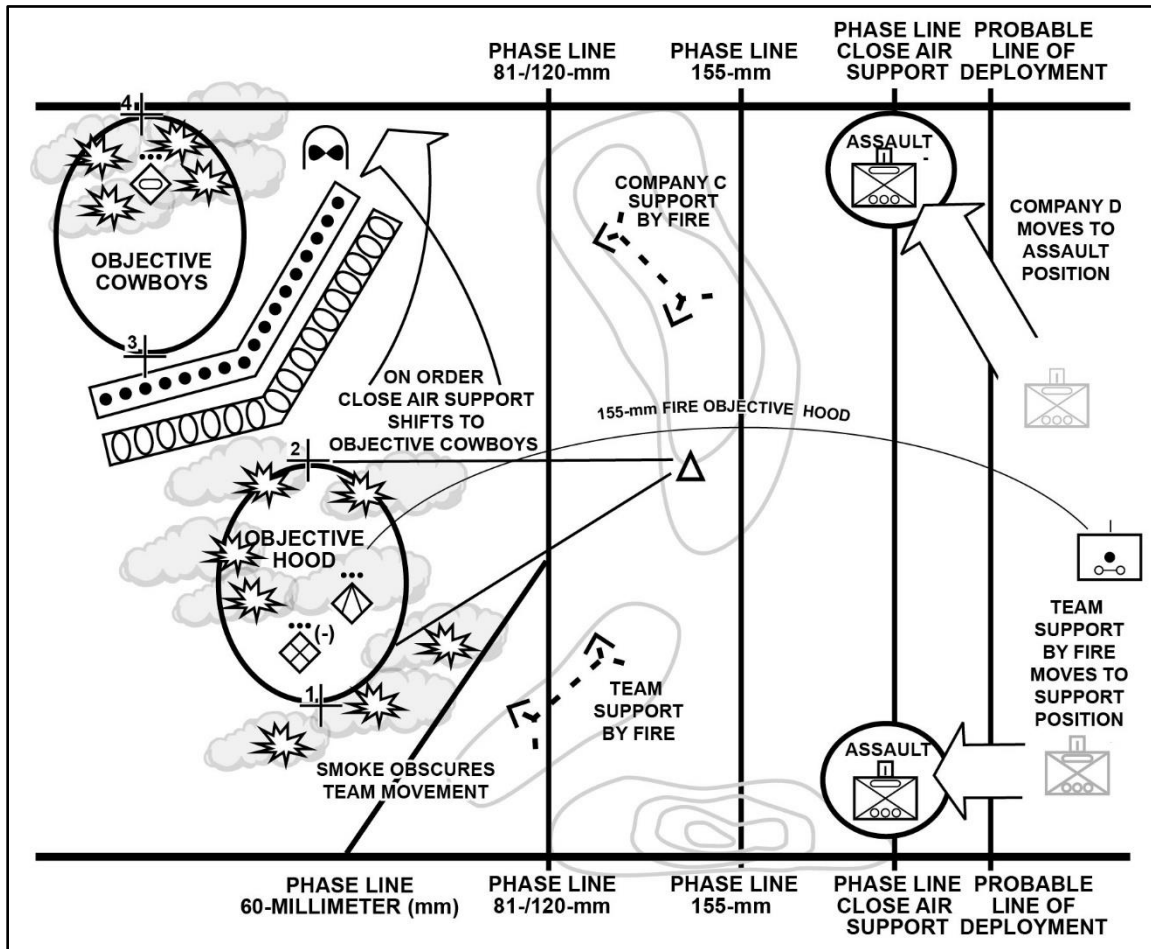 PHASE LINE
81-/120-mm
PHASE LINE
155-mm
PHASE LINE
CLOSE AIR
SUPPORT
PROBABLE
LINE OF
DEPLOYMENT
4
OBJECTIVE
COWBOYS
3
COMPANY C
SUPPORT
BY FIRE
ASSAULT
-
COMPANY D
MOVES TO
ASSAULT
POSITION
ON ORDER
CLOSE AIR SUPPORT
SHIFTS TO
OBJECTIVE COWBOYS
155-mm FIRE OBJECTIVE HOOD
2
OBJECTIVE
HOOD
(-)
1
SMOKE OBSCURES
TEAM MOVEMENT
TEAM
SUPPORT
BY FIRE
ASSAULT
TEAM
SUPPORT
BY FIRE
MOVES TO
SUPPORT
POSITION
PHASE LINE
60-MILLIMETER (mm)
PHASE LINE
81-/120-mm
PHASE LINE
155-mm
PHASE LINE
CLOSE AIR
SUPPORT
PROBABLE
LINE OF
DEPLOYMENT